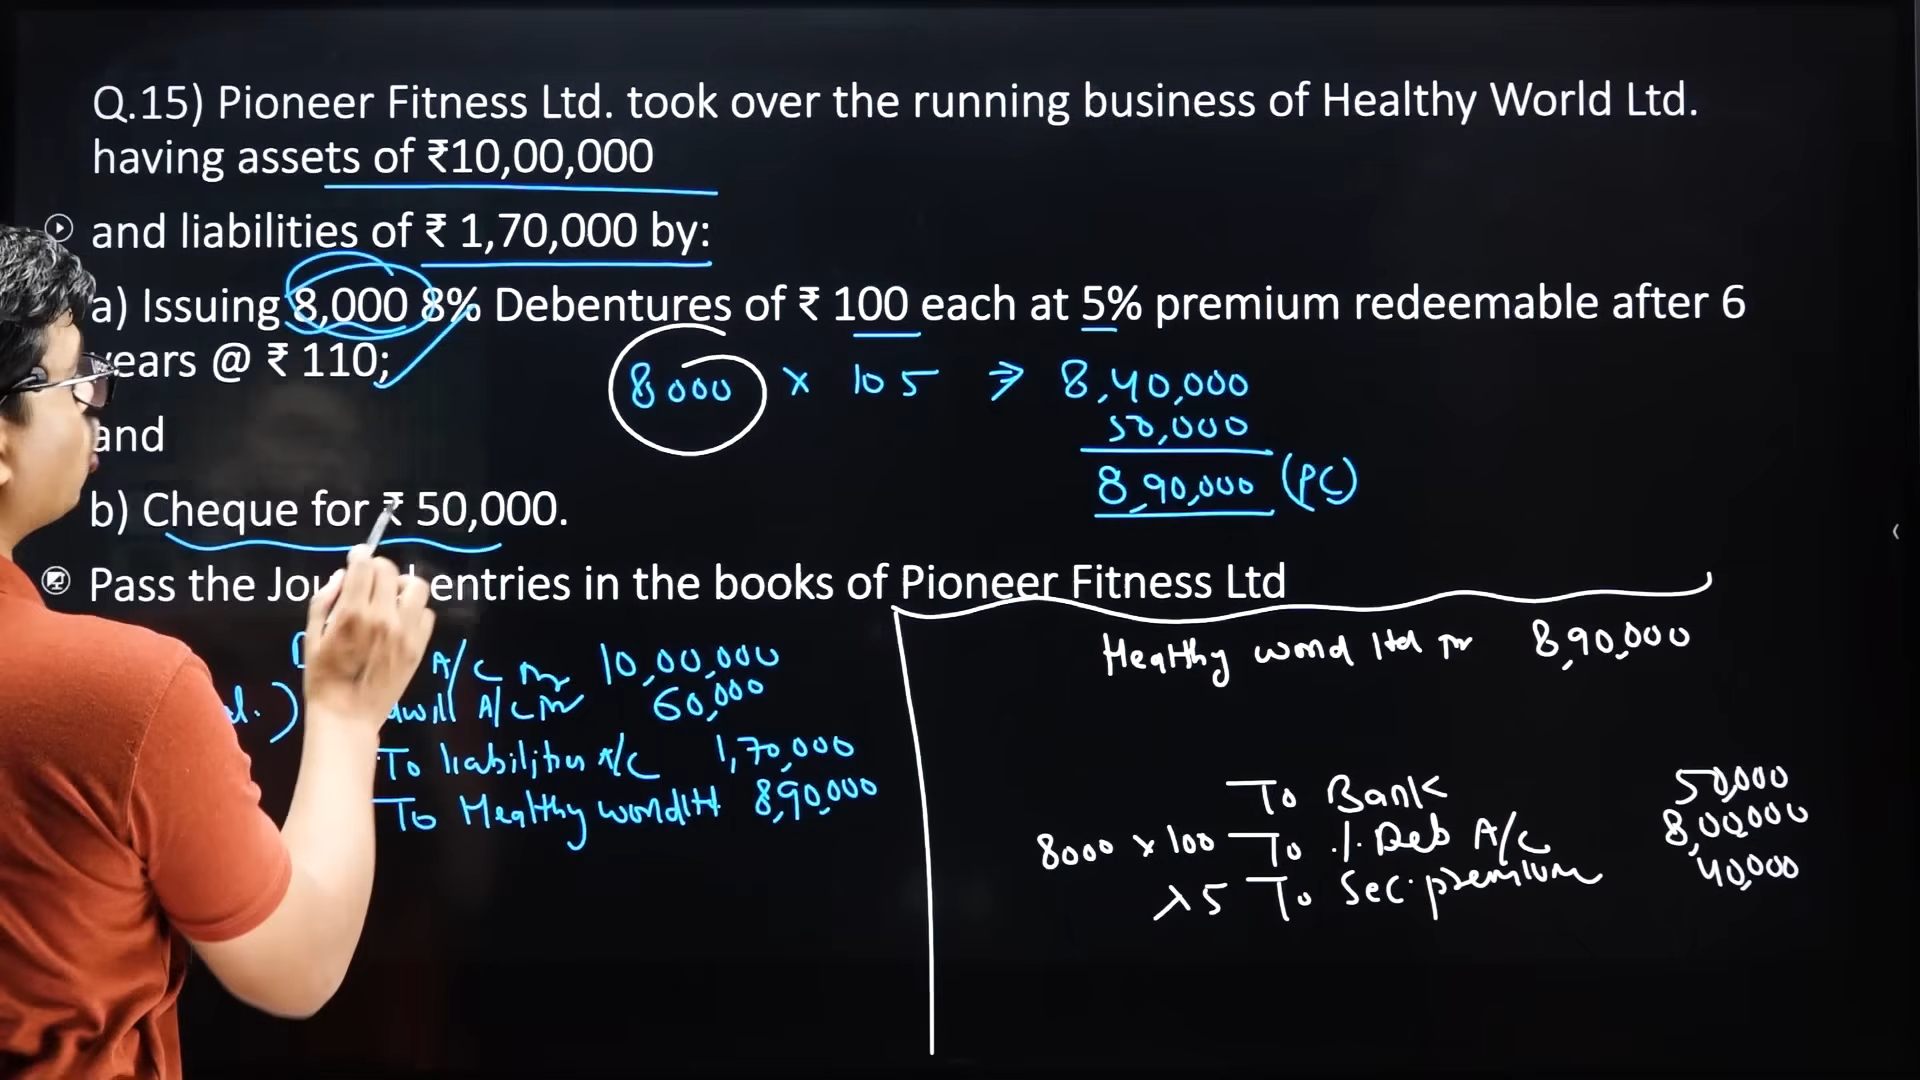 Q.15) Pioneer Fitness Ltd. took over the running business of Healthy World Ltd.
having assets of ₹10,00,000
and liabilities of ₹ 1,70,000 by:
a) Issuing 8,000 8% Debentures of ₹ 100 each at 5% premium redeemable after 6
years @ ₹ 110;
8000 × 105 ⇒ 8,40,000
50,000
and
8,90,000 (PC)
b) Cheque for ₹ 50,000.
Pass the entries in the books of Pioneer Fitness Ltd
A/C Dr 10,00,000
A/C Dr 60,000
To liabilities A/C 1,70,000
To Healthy world ltd. 8,90,000
Healthy world ltd Dr 8,90,000
To Bank 50,000
8000 × 100 To % Deb A/C 8,00,000
× 5 To Sec. premium 40,000